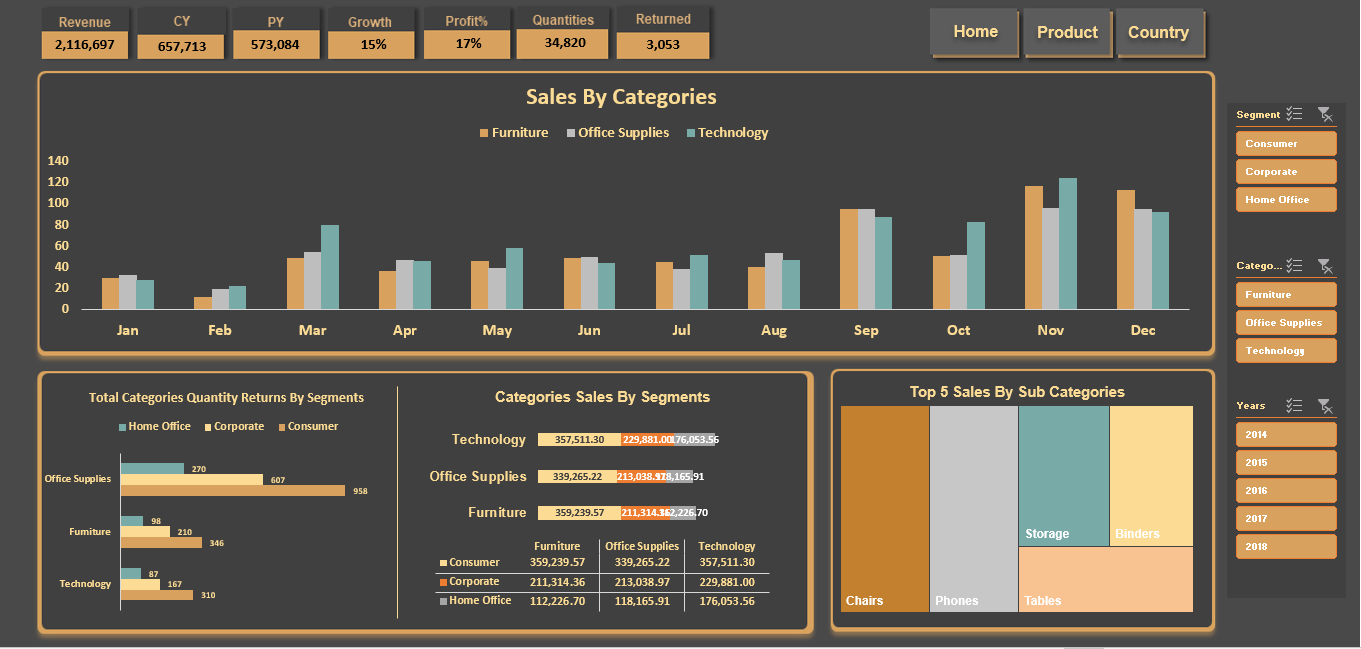 Revenue CY PY Growth Profit% Quantities Returned
2,116,697 657,713 573,084 15% 17% 34,820 3,053
Home Product Country
Sales By Categories
Furniture Office Supplies Technology
140
120
100
80
60
40
20
0
Jan Feb Mar Apr May Jun Jul Aug Sep Oct Nov Dec
Total Categories Quantity Returns By Segments
Home Office Corporate Consumer
Office Supplies 270 607 958
Furniture 98 210 346
Technology 87 167 310
Categories Sales By Segments
Technology 357,511.30 229,881.00 176,053.56
Office Supplies 339,265.22 213,038.97 118,165.91
Furniture 359,239.57 211,314.36 112,226.70
Furniture Office Supplies Technology
Consumer 359,239.57 339,265.22 357,511.30
Corporate 211,314.36 213,038.97 229,881.00
Home Office 112,226.70 118,165.91 176,053.56
Top 5 Sales By Sub Categories
Storage Binders
Chairs Phones Tables
Segment
Consumer
Corporate
Home Office
Catego...
Furniture
Office Supplies
Technology
Years
2014
2015
2016
2017
2018